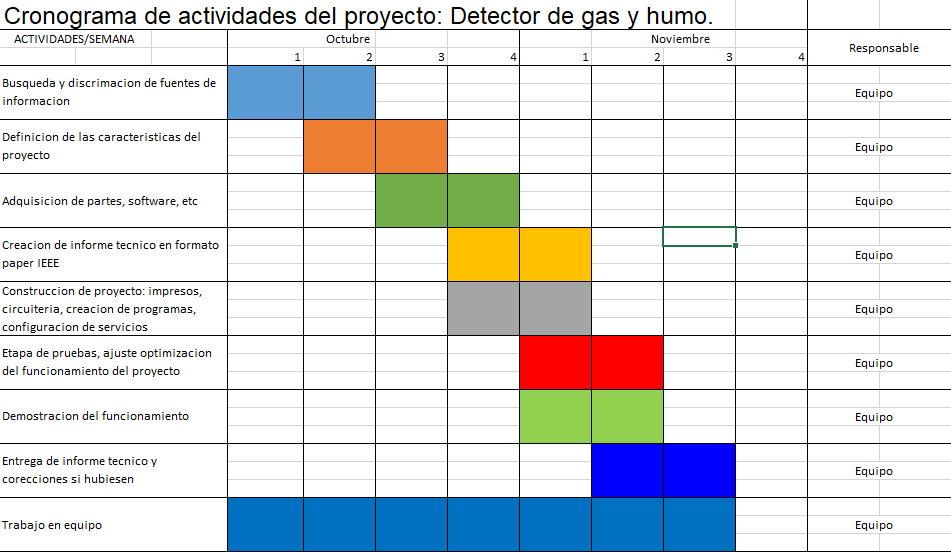 Cronograma de actividades del proyecto: Detector de gas y humo.
ACTIVIDADES/SEMANA Octubre Noviembre Responsable
1 2 3 4 1 2 3 4
Busqueda y discrimacion de fuentes de
informacion
Equipo
Definicion de las caracteristicas del
proyecto
Equipo
Adquisicion de partes, software, etc
Equipo
Creacion de informe tecnico en formato
paper IEEE
Equipo
Construccion de proyecto: impresos,
circuiteria, creacion de programas,
configuracion de servicios
Equipo
Etapa de pruebas, ajuste optimizacion
del funcionamiento del proyecto
Equipo
Demostracion del funcionamiento
Equipo
Entrega de informe tecnico y
corecciones si hubiesen
Equipo
Trabajo en equipo
Equipo